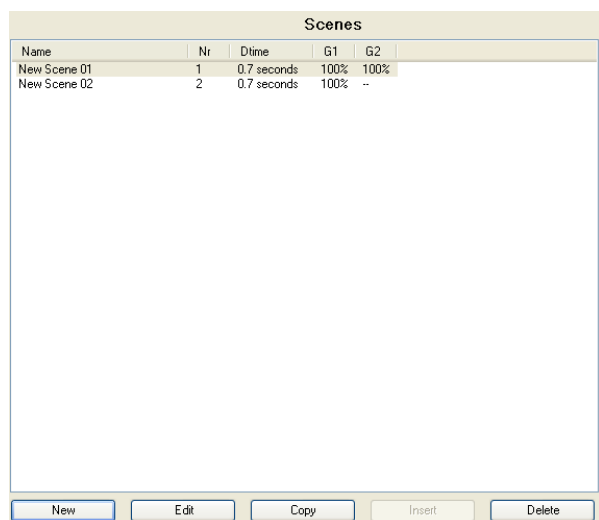 Scenes
Name Nr Dtime G1 G2
New Scene 01 1 0.7 seconds 100% 100%
New Scene 02 2 0.7 seconds 100% --
New Edit Copy Insert Delete